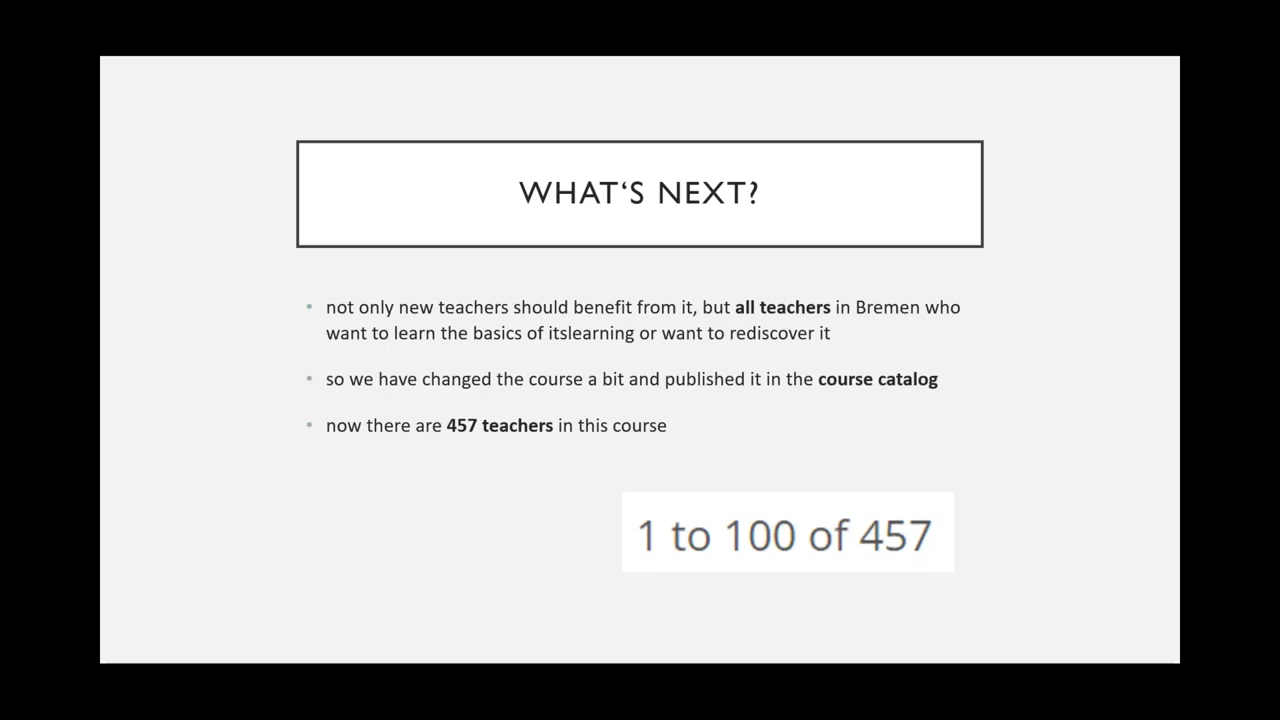 WHAT‘S NEXT?
• not only new teachers should benefit from it, but all teachers in Bremen who
want to learn the basics of itslearning or want to rediscover it
• so we have changed the course a bit and published it in the course catalog
• now there are 457 teachers in this course
1 to 100 of 457